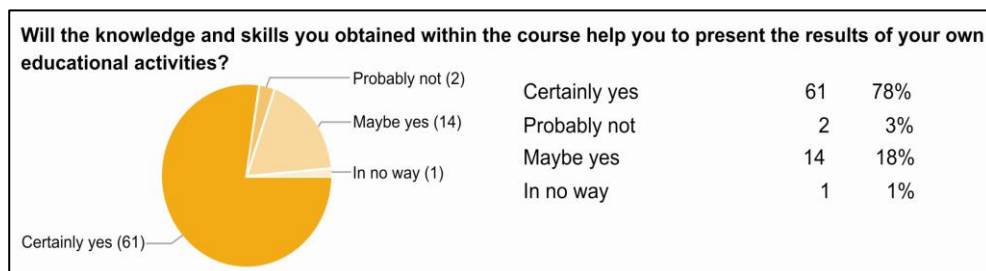 Will the knowledge and skills you obtained within the course help you to present the results of your own
educational activities?
Probably not (2)
Maybe yes (14)
In no way (1)
Certainly yes (61)
Certainly yes 61 78%
Probably not 2 3%
Maybe yes 14 18%
In no way 1 1%